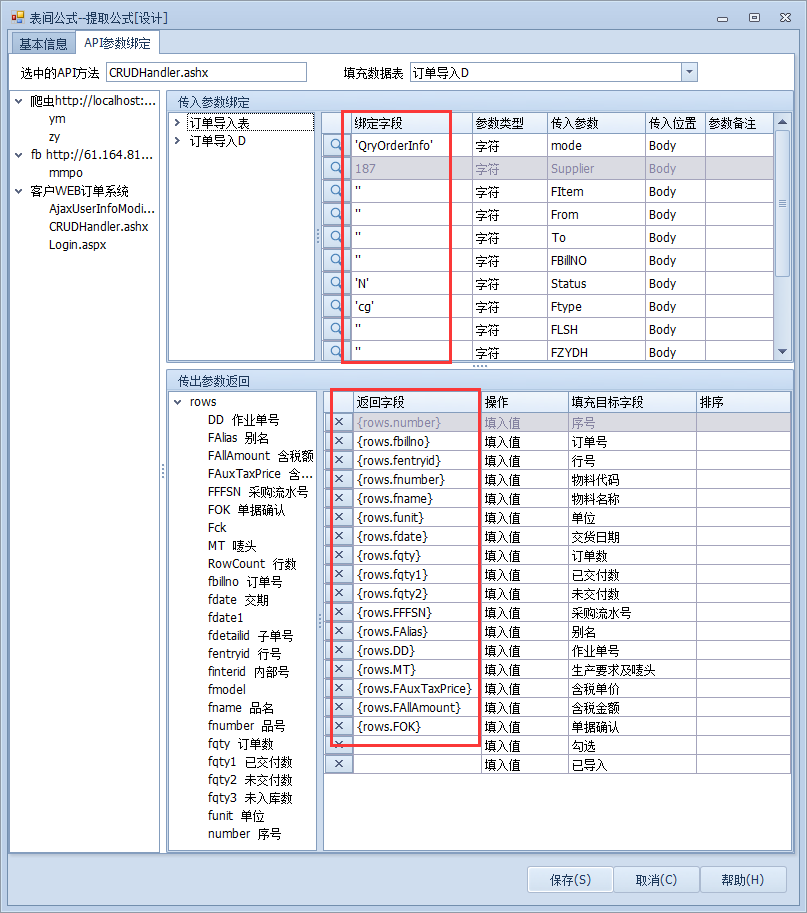 表间公式--提取公式[设计]
基本信息 API参数绑定
选中的API方法 CRUDHandler.ashx 填充数据表 订单导入D
爬虫http://localhost:...
ym
zy
fb http://61.164.81...
mmpo
客户WEB订单系统
AjaxUserInfoModi...
CRUDHandler.ashx
Login.aspx
传入参数绑定
订单导入表
订单导入D
绑定字段 参数类型 传入参数 传入位置 参数备注
'QryOrderInfo' 字符 mode Body
187 字符 Supplier Body
'' 字符 FItem Body
'' 字符 From Body
'' 字符 To Body
'' 字符 FBillNO Body
'N' 字符 Status Body
'cg' 字符 Ftype Body
'' 字符 FLSH Body
'' 字符 FZYDH Body
传出参数返回
rows
DD 作业单号
FAlias 别名
FAllAmount 含税额
FAuxTaxPrice 含...
FFFSN 采购流水号
FOK 单据确认
Fck
MT 唛头
RowCount 行数
fbillno 订单号
fdate 交期
fdate1
fdetailid 子单号
fentryid 行号
finterid 内部号
fmodel
fname 品名
fnumber 品号
fqty 订单数
fqty1 已交付数
fqty2 未交付数
fqty3 未入库数
funit 单位
number 序号
返回字段 操作 填充目标字段 排序
{rows.number} 填入值 序号
{rows.fbillno} 填入值 订单号
{rows.fentryid} 填入值 行号
{rows.fnumber} 填入值 物料代码
{rows.fname} 填入值 物料名称
{rows.funit} 填入值 单位
{rows.fdate} 填入值 交货日期
{rows.fqty} 填入值 订单数
{rows.fqty1} 填入值 已交付数
{rows.fqty2} 填入值 未交付数
{rows.FFFSN} 填入值 采购流水号
{rows.FAlias} 填入值 别名
{rows.DD} 填入值 作业单号
{rows.MT} 填入值 生产要求及唛头
{rows.FAuxTaxPrice} 填入值 含税单价
{rows.FAllAmount} 填入值 含税金额
{rows.FOK} 填入值 单据确认
填入值 勾选
填入值 已导入
保存(S) 取消(C) 帮助(H)